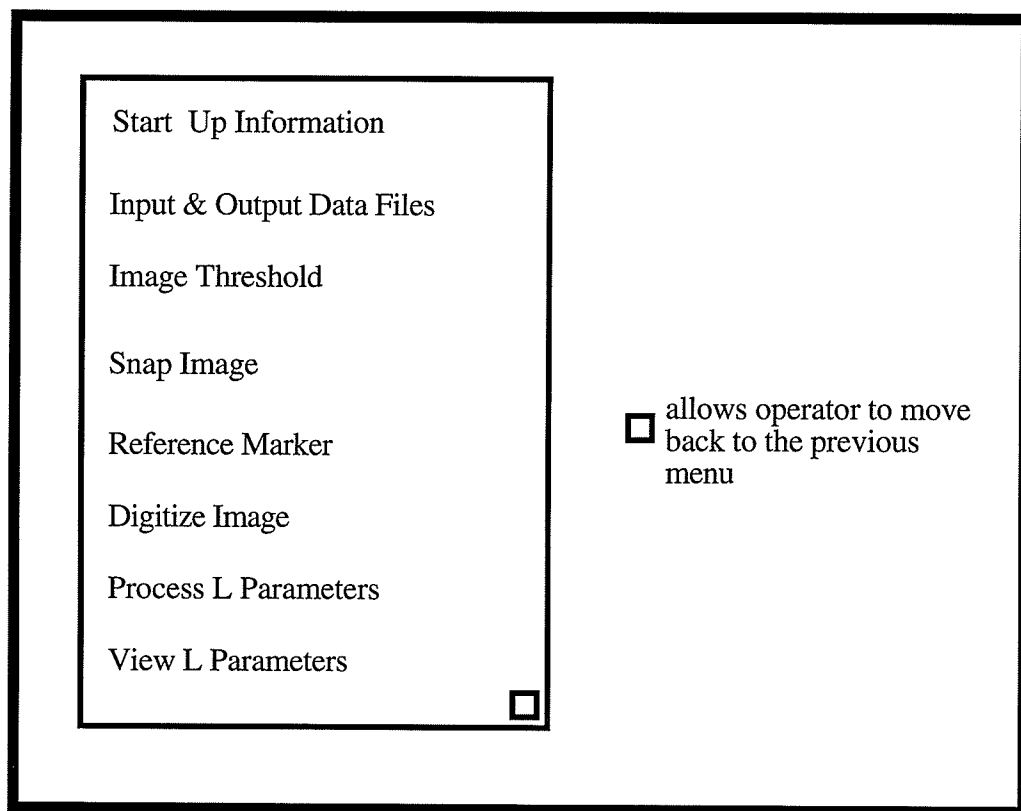 Start Up Information
Input & Output Data Files
Image Threshold
Snap Image
Reference Marker
Digitize Image
Process L Parameters
View L Parameters
allows operator to move
back to the previous
menu